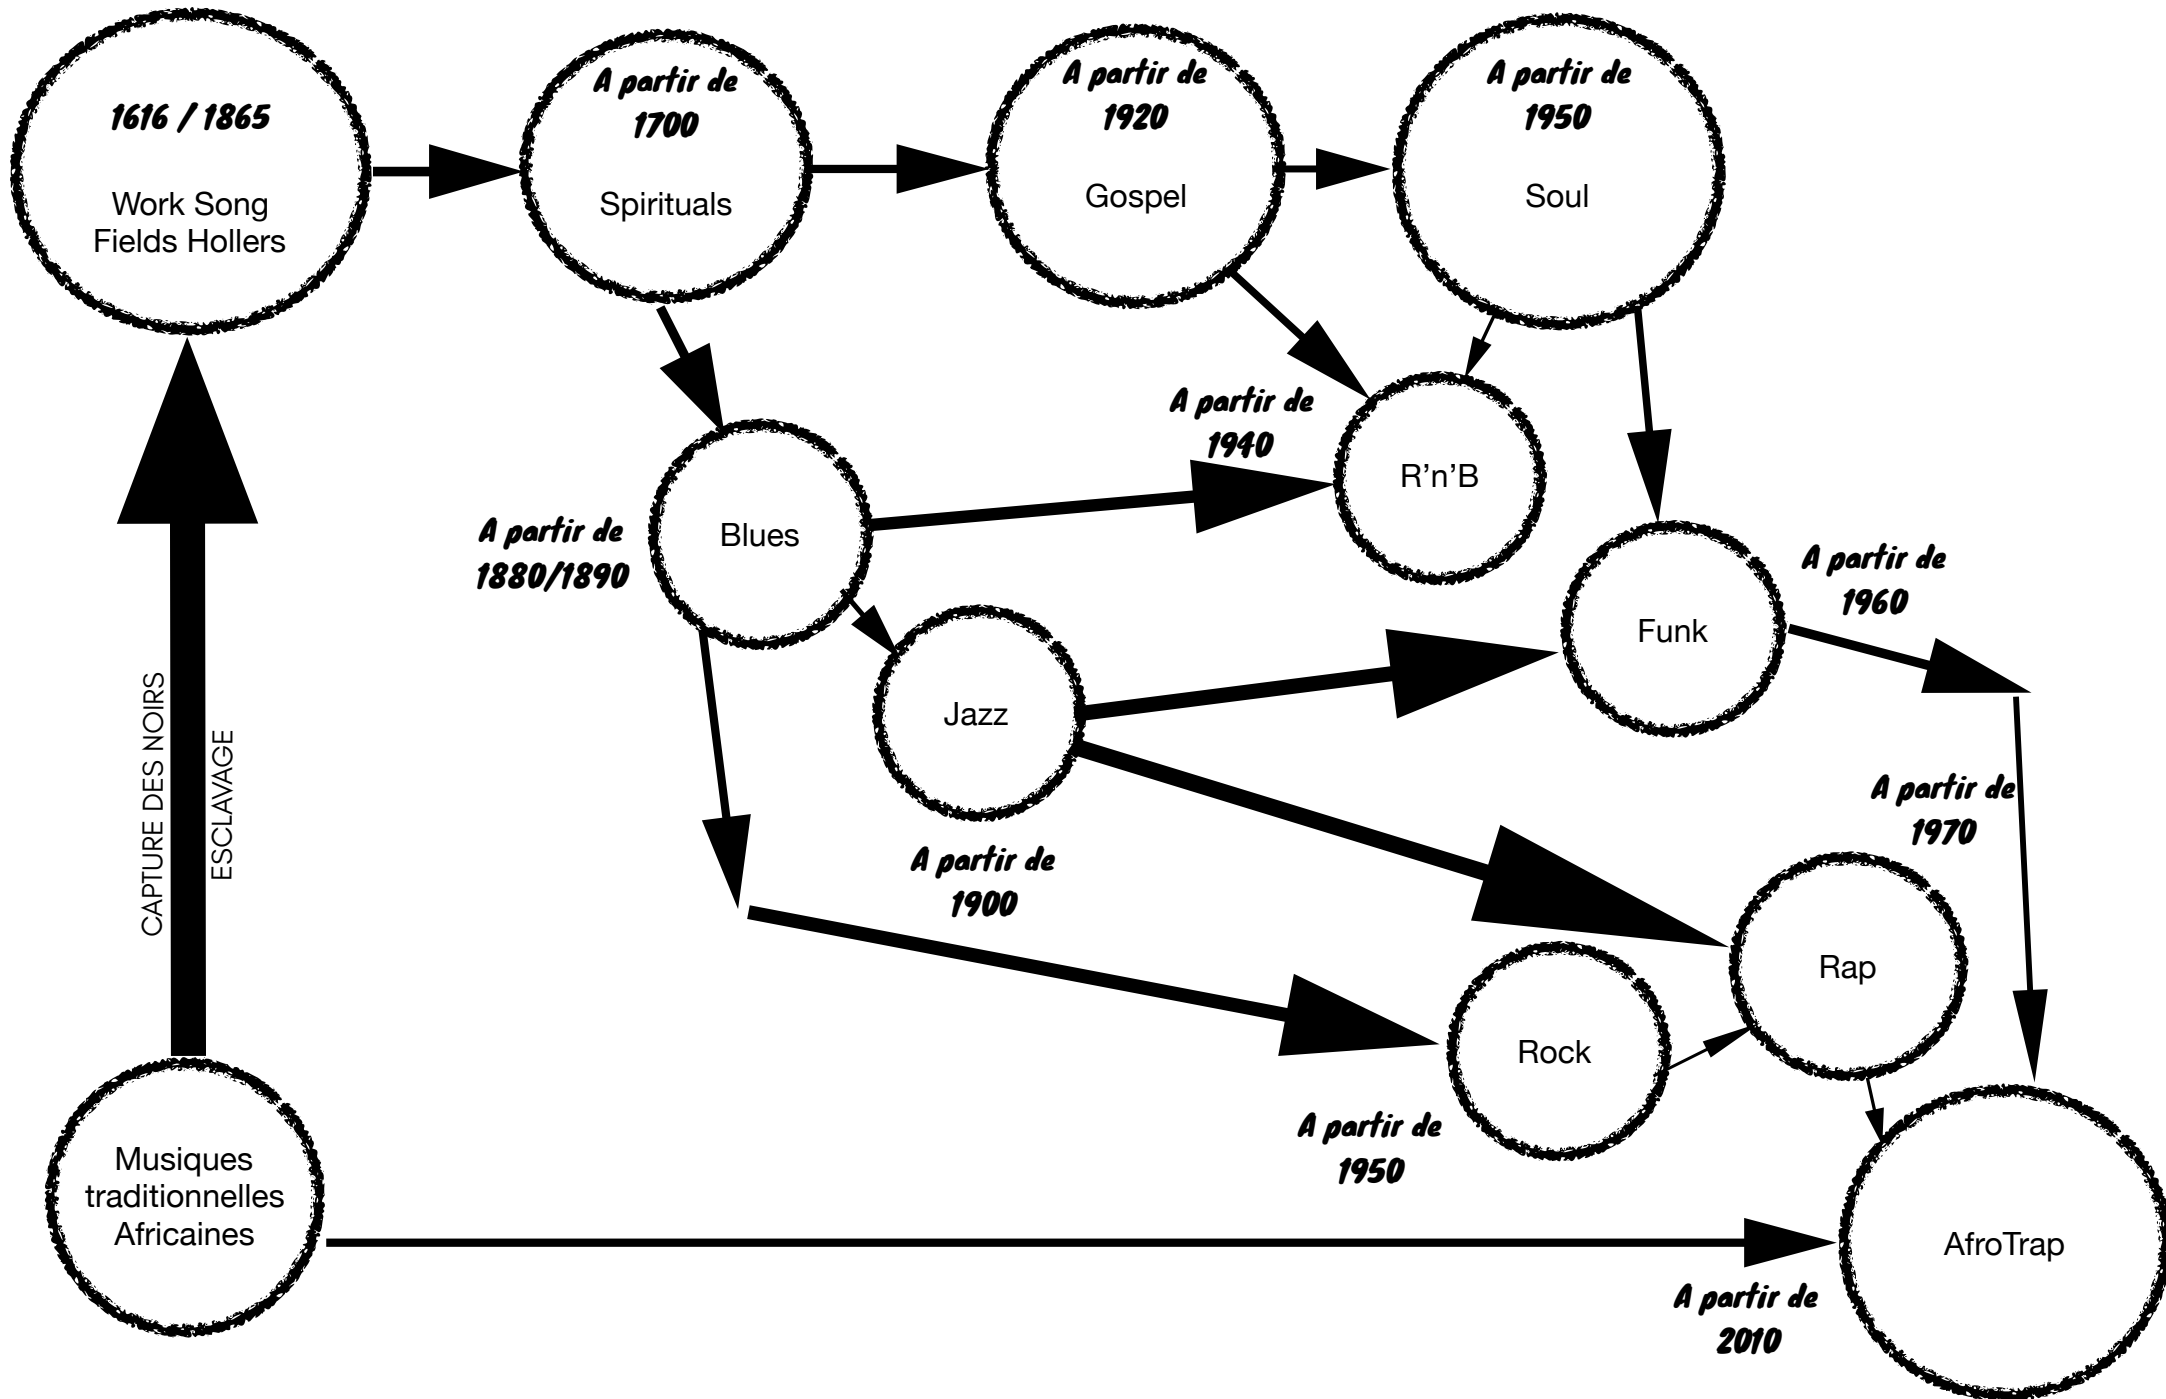 1616 / 1865
Work Song
Fields Hollers
A partir de
1700
Spirituals
A partir de
1920
Gospel
A partir de
1950
Soul
A partir de
1940
R’n’B
A partir de
1880/1890
Blues
A partir de
1960
Funk
Jazz
A partir de
1900
A partir de
1970
Rap
CAPTURE DES NOIRS
ESCLAVAGE
Rock
A partir de
1950
Musiques
traditionnelles
Africaines
AfroTrap
A partir de
2010